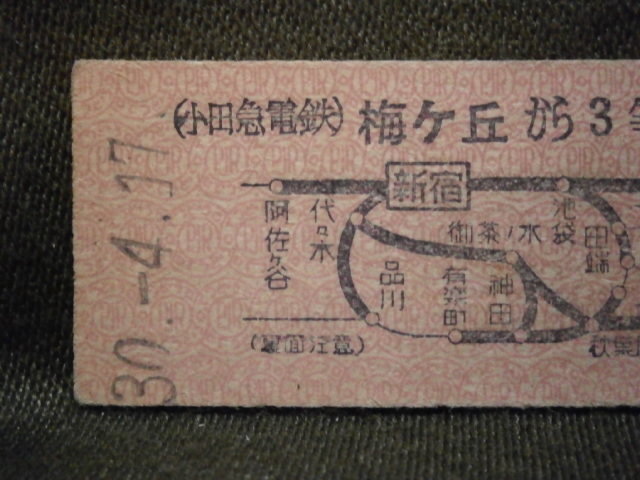 (小田急電鉄) 梅ケ丘から3
新宿
阿佐ケ谷
代々木
御茶ノ水
池袋
田端
品川
有楽町
神田
(裏面注意)
秋葉
30.-4.17